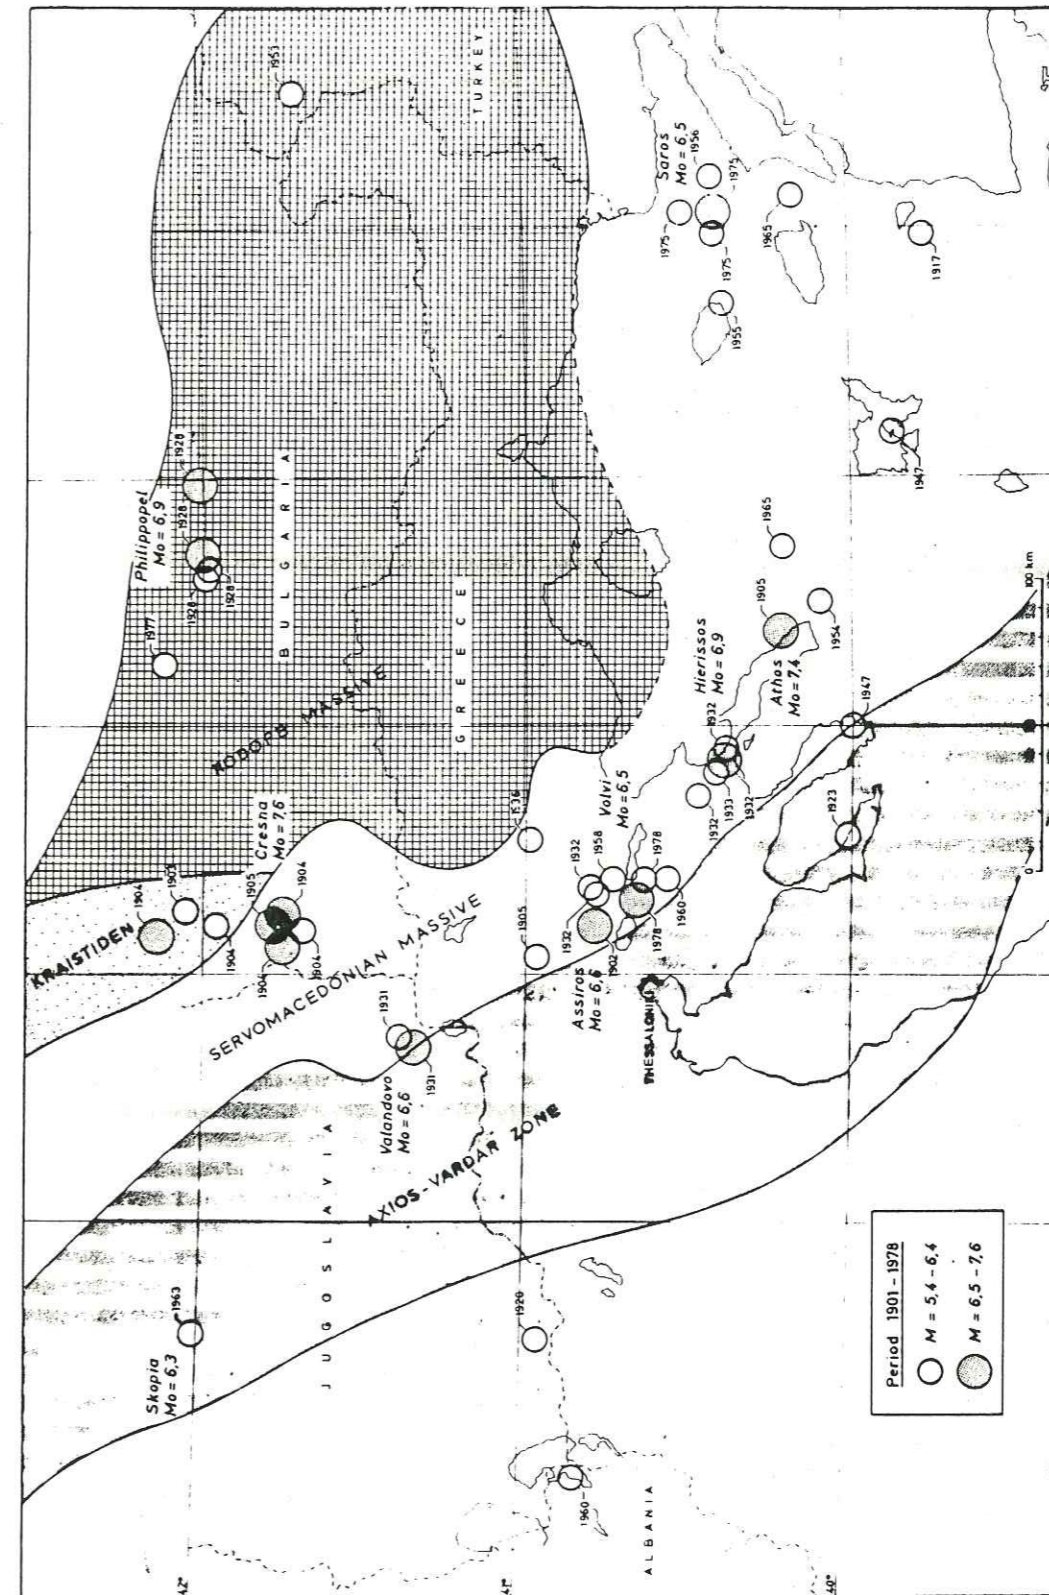 TURKEY
1953
Saros
Mo = 6,5
1956
1975
1975
1975
1965
1917
1955
1947
Philippopel
Mo = 6,9
1928
1928
1928
1928
1977
BULGARIA
GREECE
RODOPE MASSIVE
1965
1905
1954
Hierissos
Mo = 6,9
Athos
Mo = 7,4
1932
1932
1933
1932
1947
1923
Volvi
Mo = 6,5
1936
Cresna
Mo = 7,6
KRAISTIDEN
1904
1905
1904
1905
1904
1904
1904
SERVOMACEDONIAN MASSIVE
1905
1932
1958
1978
1932
1902
1978
1960
Assiros
Mo = 6,6
THESSALONIKI
1931
1931
Valandovo
Mo = 6,6
AXIOS-VARDAR ZONE
JUGOSLAVIA
Skopia
Mo = 6,3
1963
1920
1960
ALBANIA
42°
41°
40°
0
100 km
Period 1901-1978
M = 5,4 - 6,4
M = 6,5 - 7,6